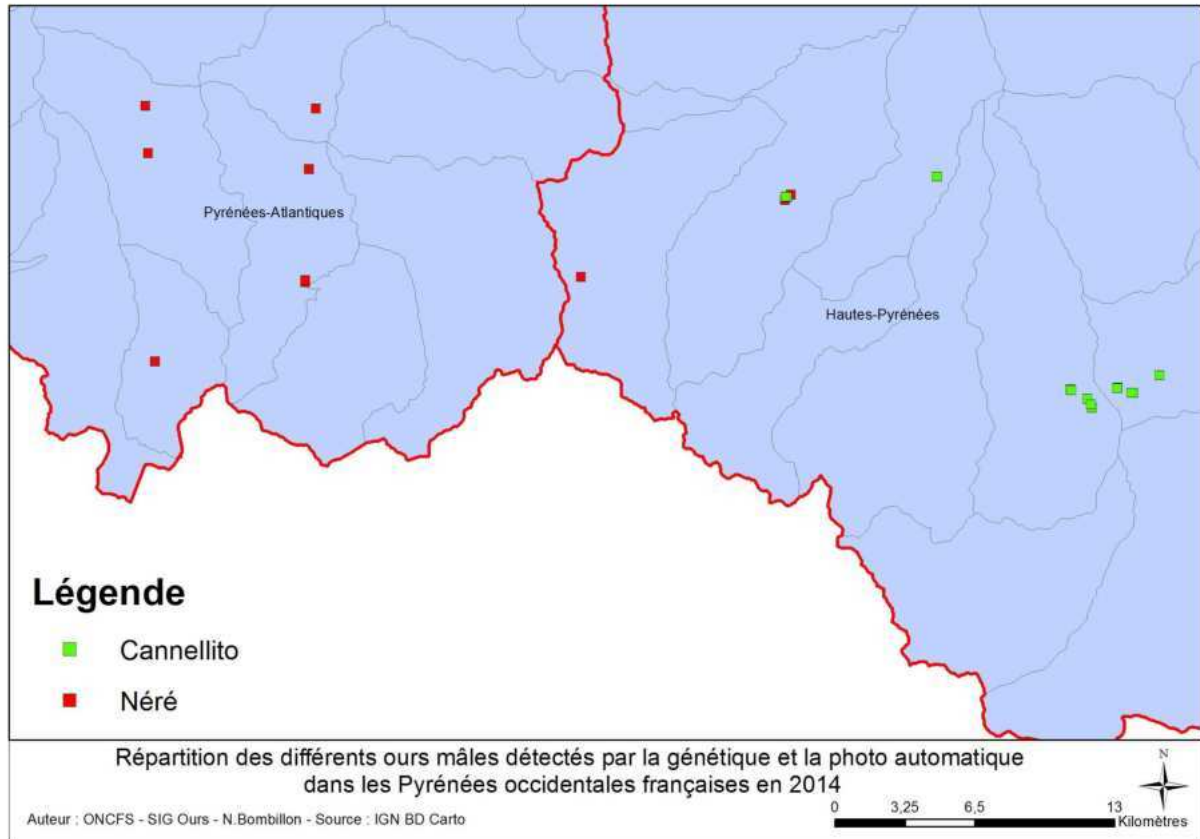 Pyrénées-Atlantiques
Hautes-Pyrénées
Légende
Cannellito
Néré
Répartition des différents ours mâles détectés par la génétique et la photo automatique
dans les Pyrénées occidentales françaises en 2014
N
Auteur : ONCFS - SIG Ours - N.Bombillon - Source : IGN BD Carto
0 3,25 6,5 13
Kilomètres